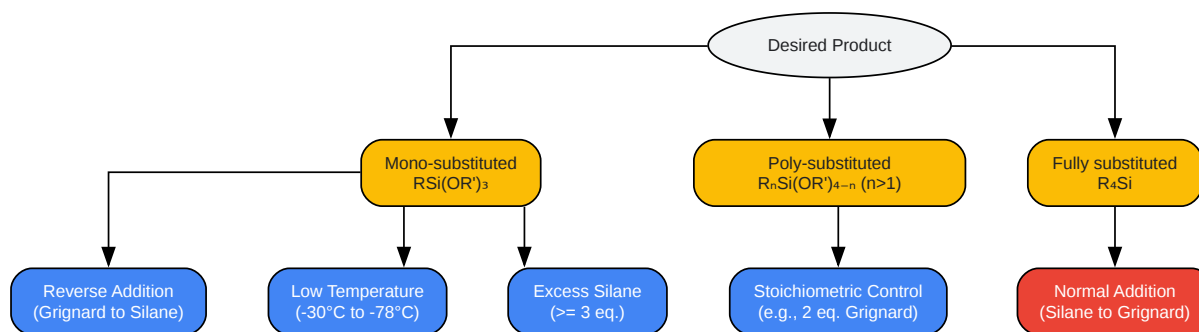 Desired Product
Mono-substituted
RSi(OR')₃
Poly-substituted
RₙSi(OR')₄₋ₙ (n>1)
Fully substituted
R₄Si
Reverse Addition
(Grignard to Silane)
Low Temperature
(-30°C to -78°C)
Excess Silane
(>= 3 eq.)
Stoichiometric Control
(e.g., 2 eq. Grignard)
Normal Addition
(Silane to Grignard)